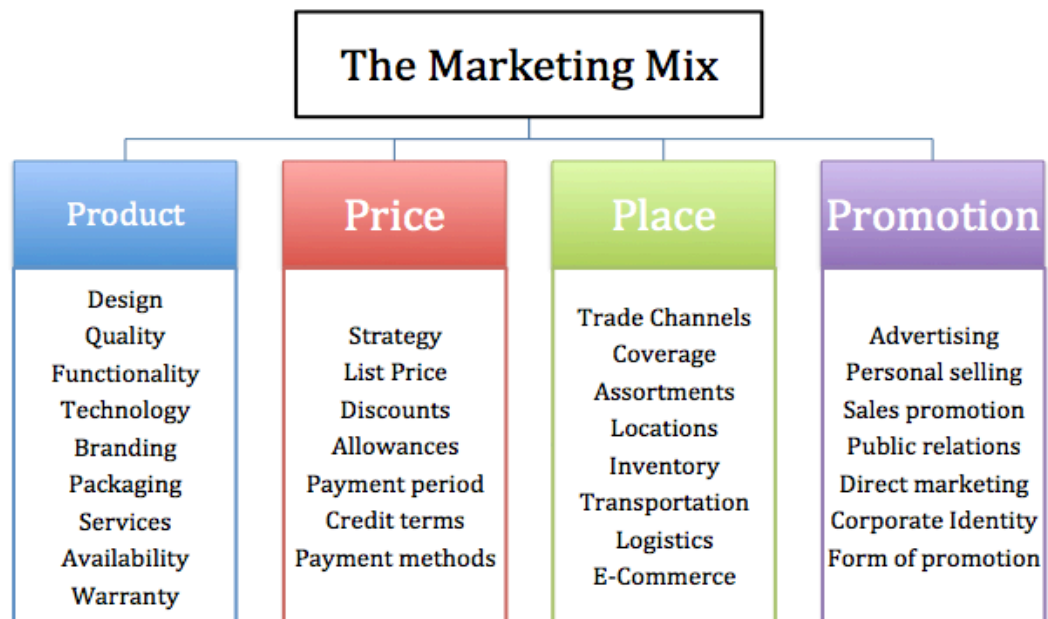 The Marketing Mix
Product
Design
Quality
Functionality
Technology
Branding
Packaging
Services
Availability
Warranty
Price
Strategy
List Price
Discounts
Allowances
Payment period
Credit terms
Payment methods
Place
Trade Channels
Coverage
Assortments
Locations
Inventory
Transportation
Logistics
E-Commerce
Promotion
Advertising
Personal selling
Sales promotion
Public relations
Direct marketing
Corporate Identity
Form of promotion